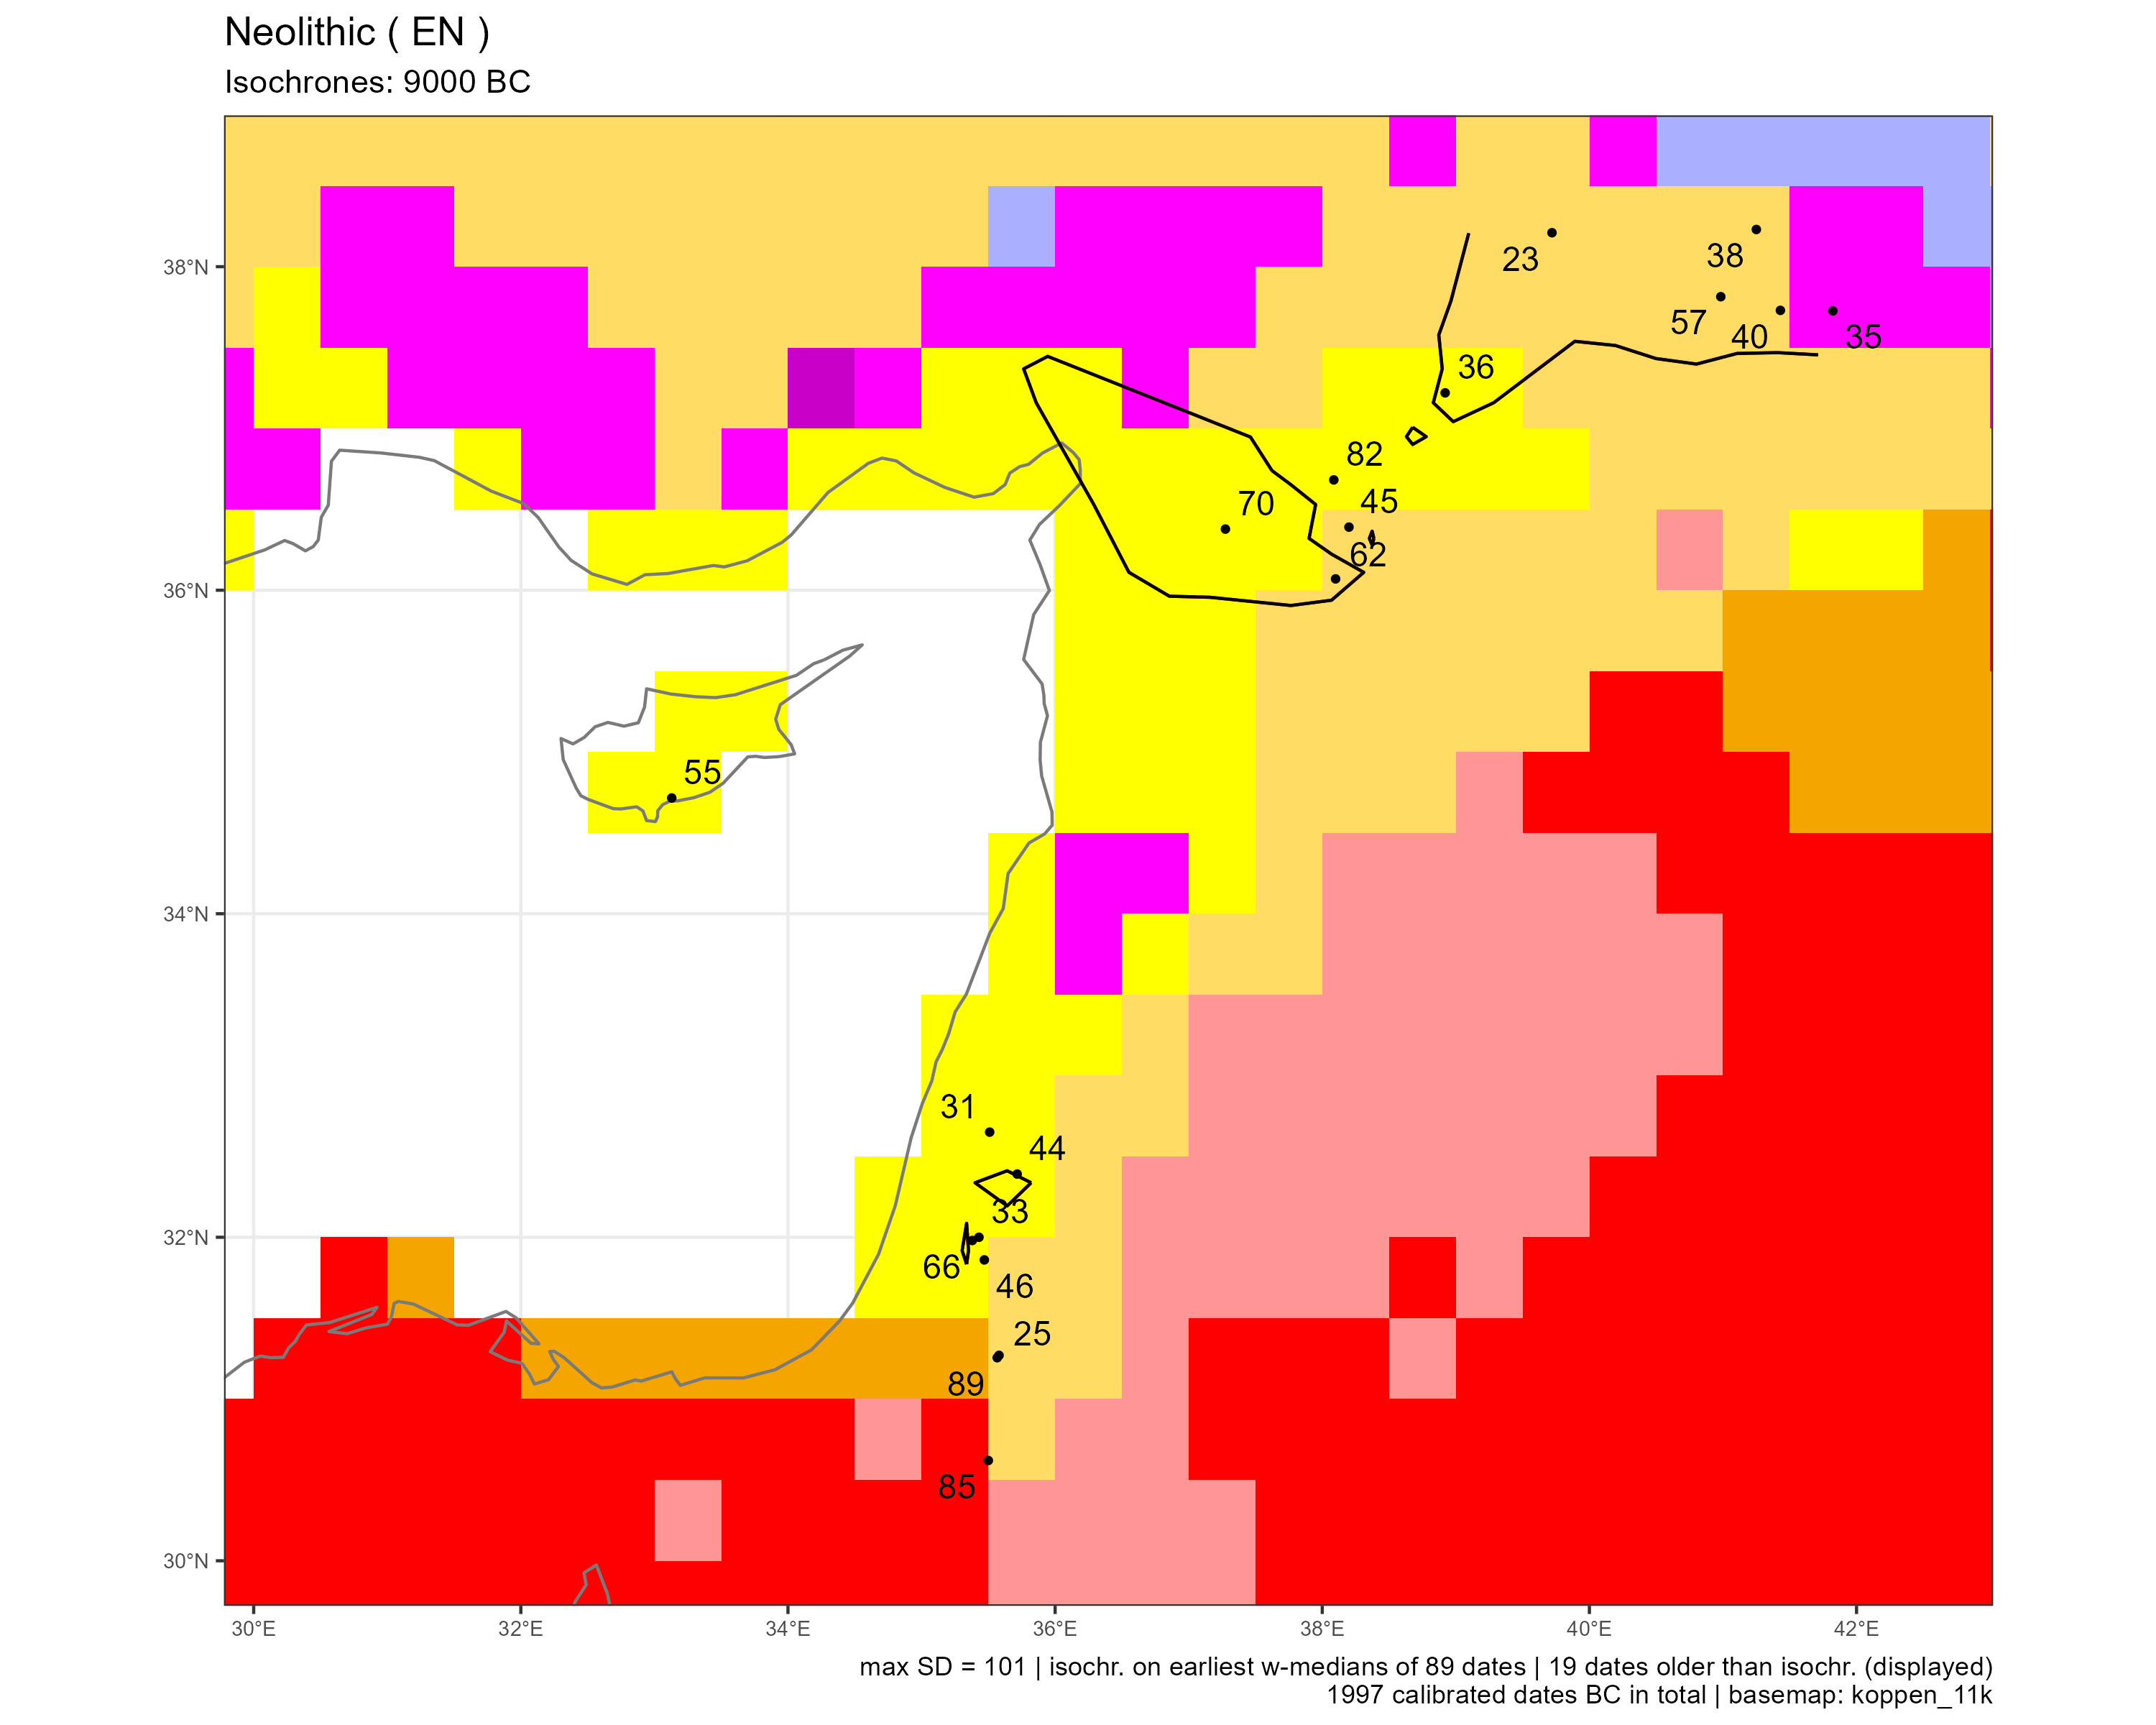 Neolithic ( EN )
Isochrones: 9000 BC
23
38
38°N
57
40
35
36
82
45
70
62
36°N
55
34°N
31
44
33
32°N
66
46
25
89
85
30°N
30°E
32°E
34°E
36°E
38°E
40°E
42°E
max SD = 101 | isochr. on earliest w-medians of 89 dates | 19 dates older than isochr. (displayed)
1997 calibrated dates BC in total | basemap: koppen_11k